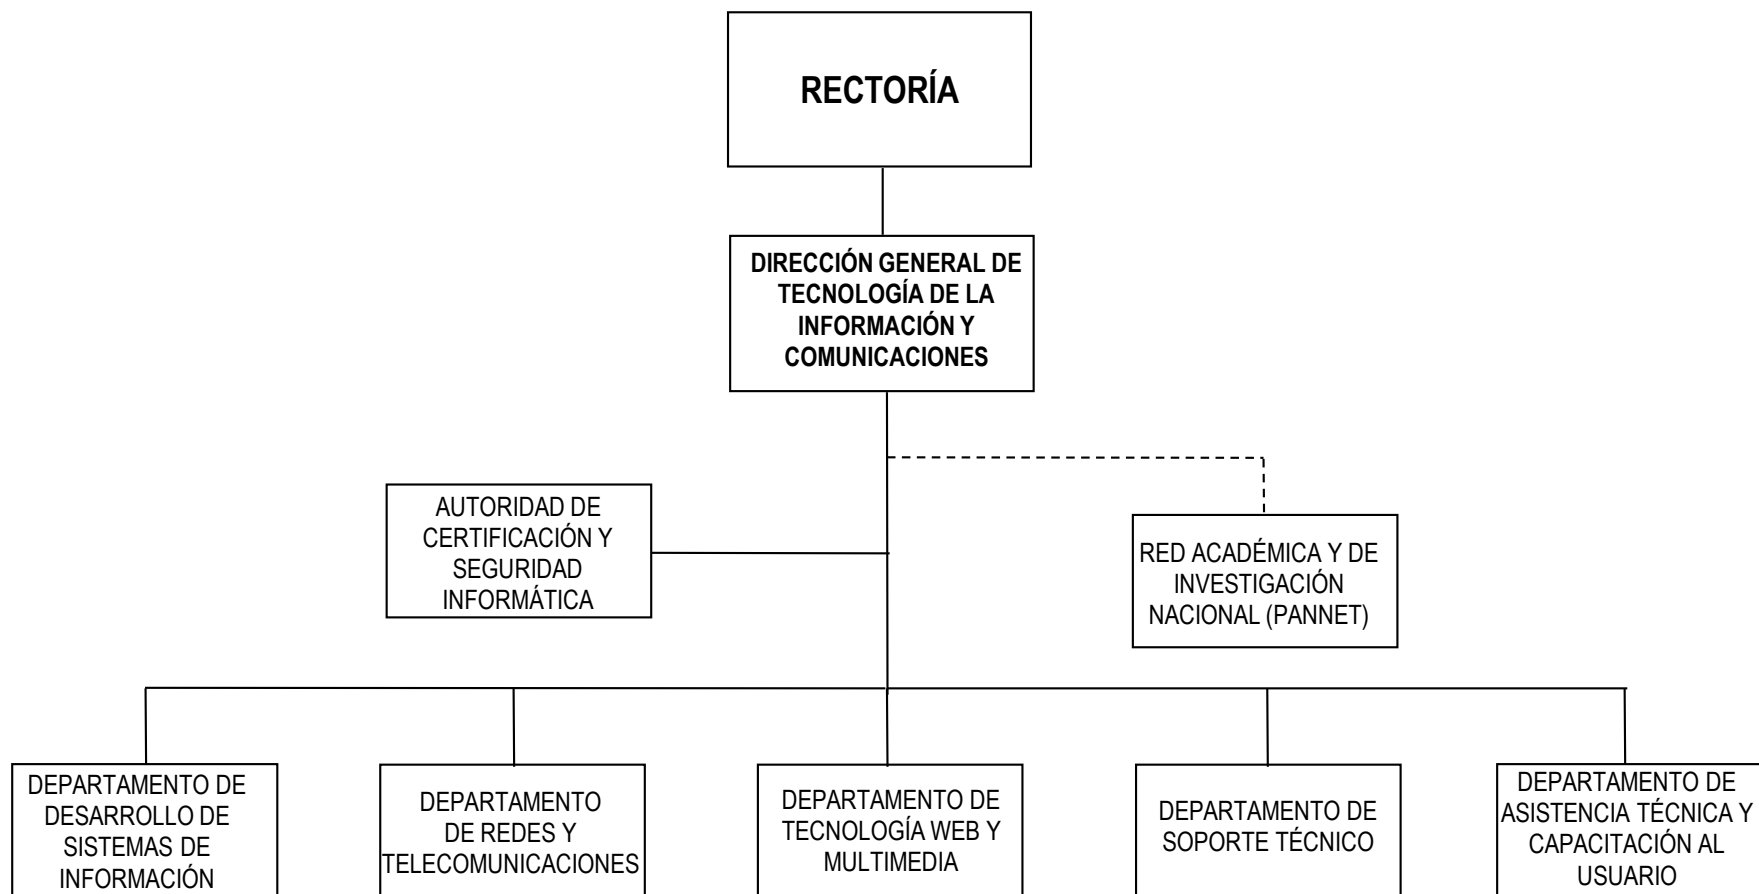 RECTORÍA
DIRECCIÓN GENERAL DE
TECNOLOGÍA DE LA
INFORMACIÓN Y
COMUNICACIONES
AUTORIDAD DE
CERTIFICACIÓN Y
SEGURIDAD
INFORMÁTICA
RED ACADÉMICA Y DE
INVESTIGACIÓN
NACIONAL (PANNET)
DEPARTAMENTO DE
DESARROLLO DE
SISTEMAS DE
INFORMACIÓN
DEPARTAMENTO
DE REDES Y
TELECOMUNICACIONES
DEPARTAMENTO DE
TECNOLOGÍA WEB Y
MULTIMEDIA
DEPARTAMENTO DE
SOPORTE TÉCNICO
DEPARTAMENTO DE
ASISTENCIA TÉCNICA Y
CAPACITACIÓN AL
USUARIO